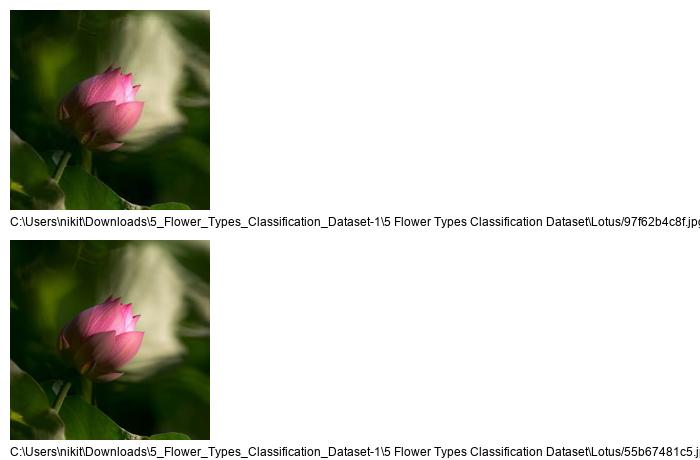 C:\Users\nikit\Downloads\5_Flower_Types_Classification_Dataset-1\5 Flower Types Classification Dataset\Lotus/97f62b4c8f.jpg
C:\Users\nikit\Downloads\5_Flower_Types_Classification_Dataset-1\5 Flower Types Classification Dataset\Lotus/55b67481c5.j